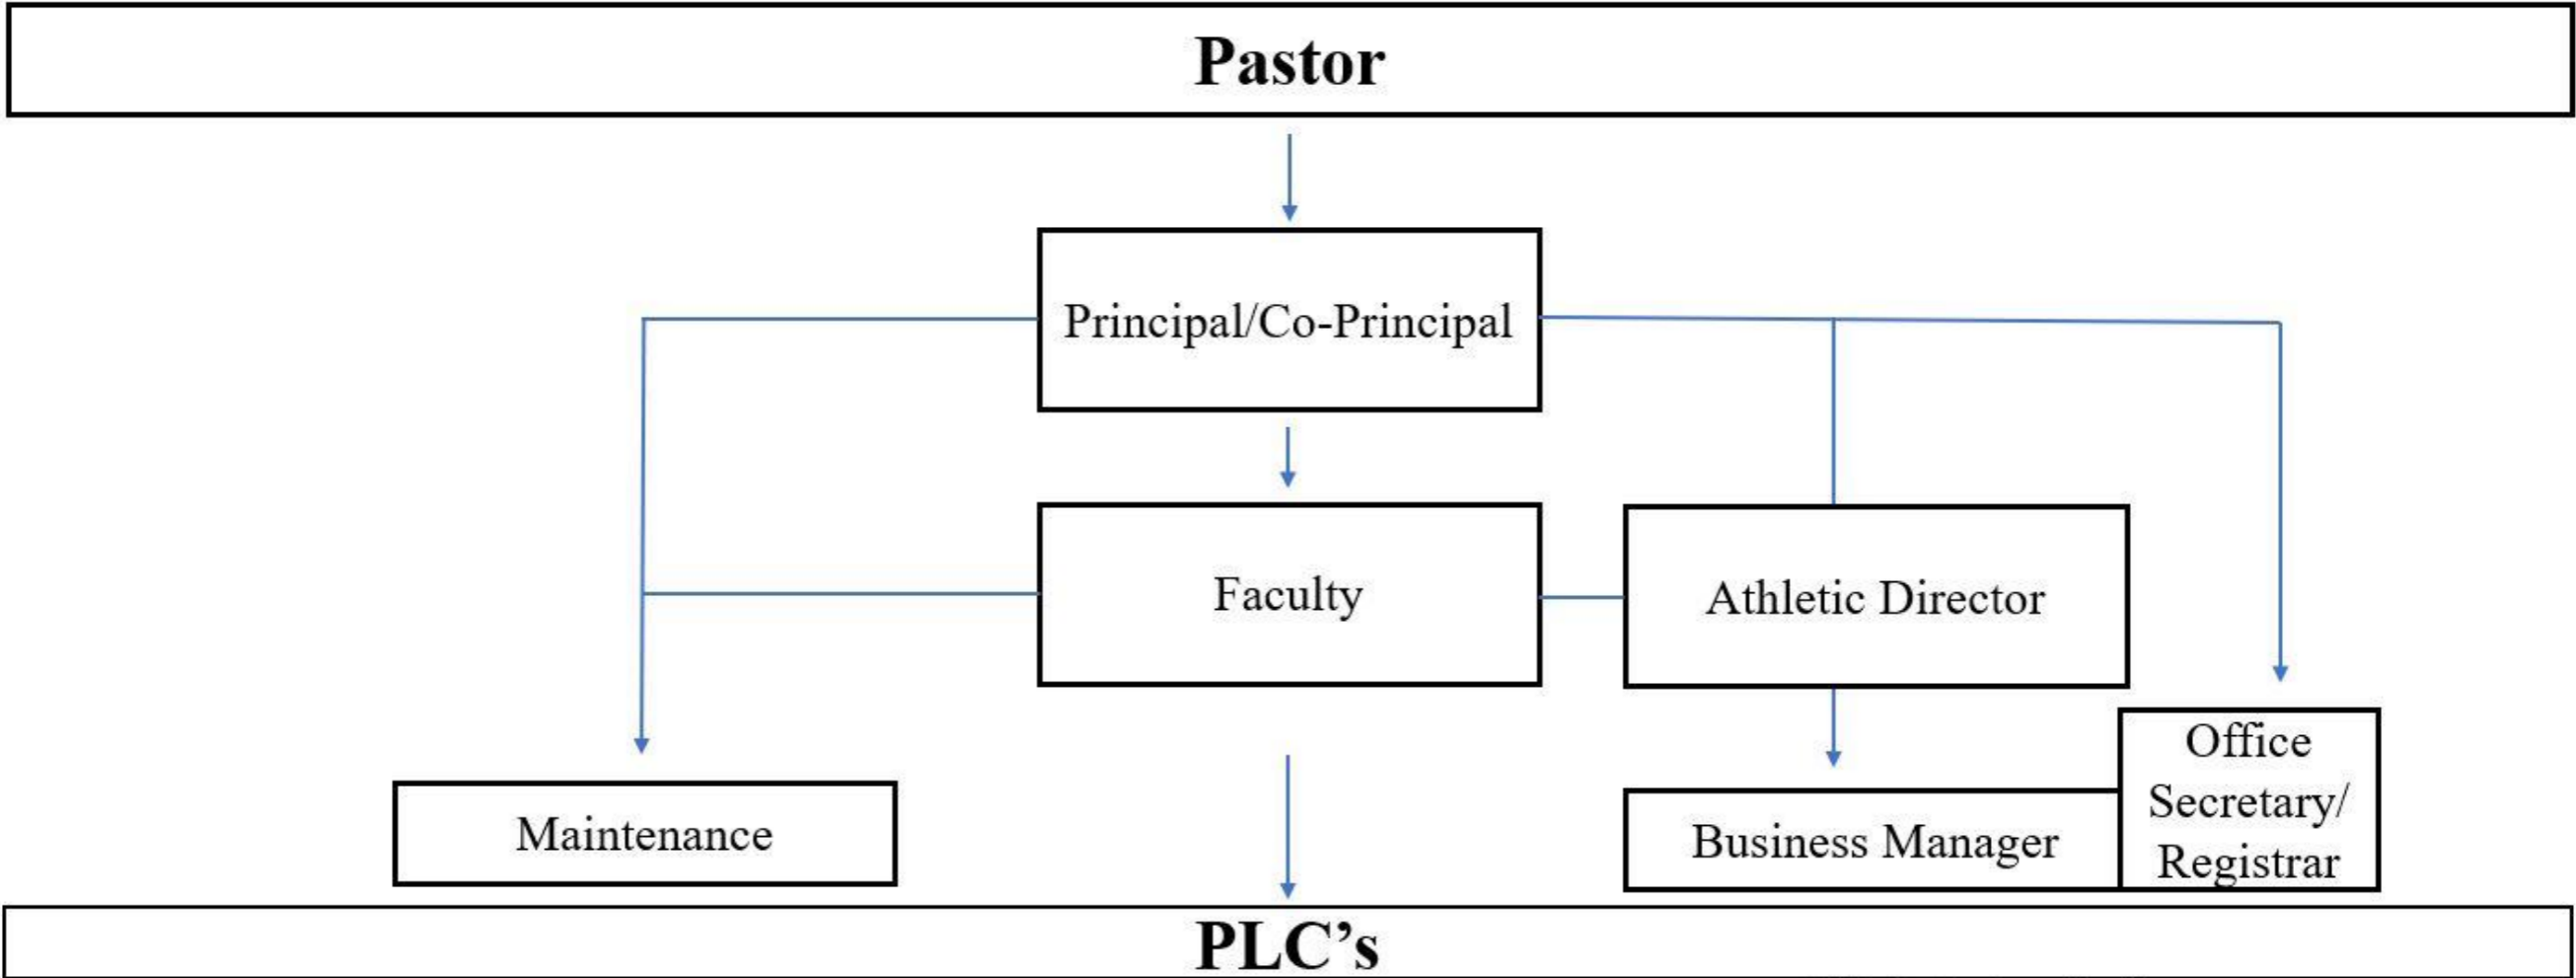 Pastor
Principal/Co-Principal
Faculty
Athletic Director
Maintenance
Business Manager
Office
Secretary/
Registrar
PLC’s